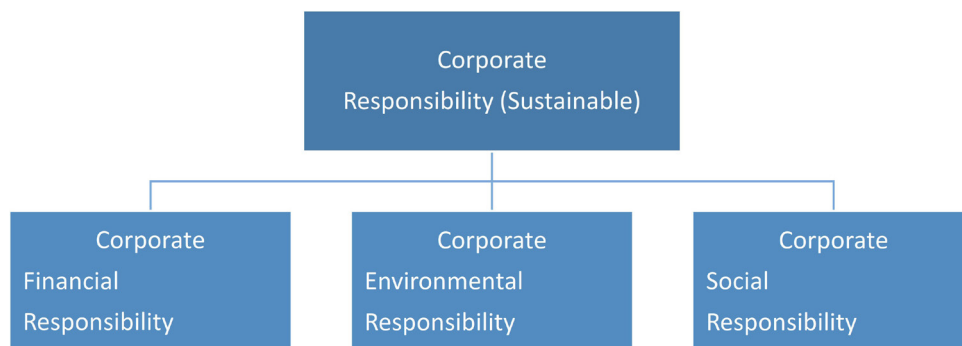 Corporate
Responsibility (Sustainable)
Corporate
Financial
Responsibility
Corporate
Environmental
Responsibility
Corporate
Social
Responsibility